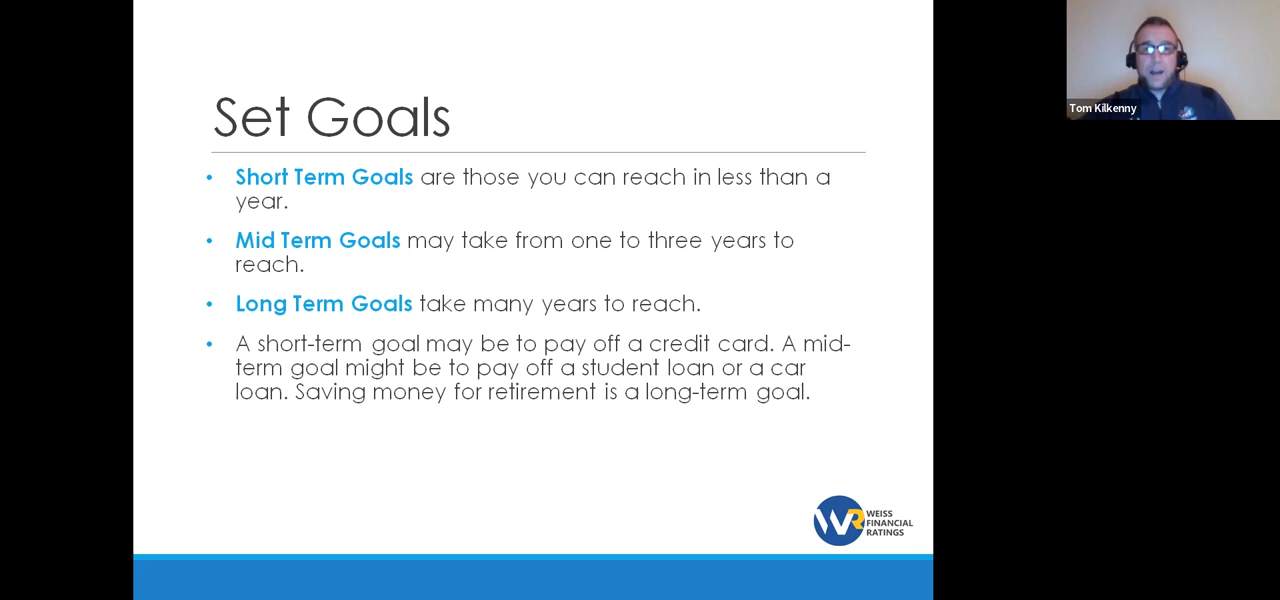 Set Goals
• Short Term Goals are those you can reach in less than a
year.
• Mid Term Goals may take from one to three years to
reach.
• Long Term Goals take many years to reach.
• A short-term goal may be to pay off a credit card. A mid-
term goal might be to pay off a student loan or a car
loan. Saving money for retirement is a long-term goal.
WR WEISS
FINANCIAL
RATINGS
Tom Kilkenny